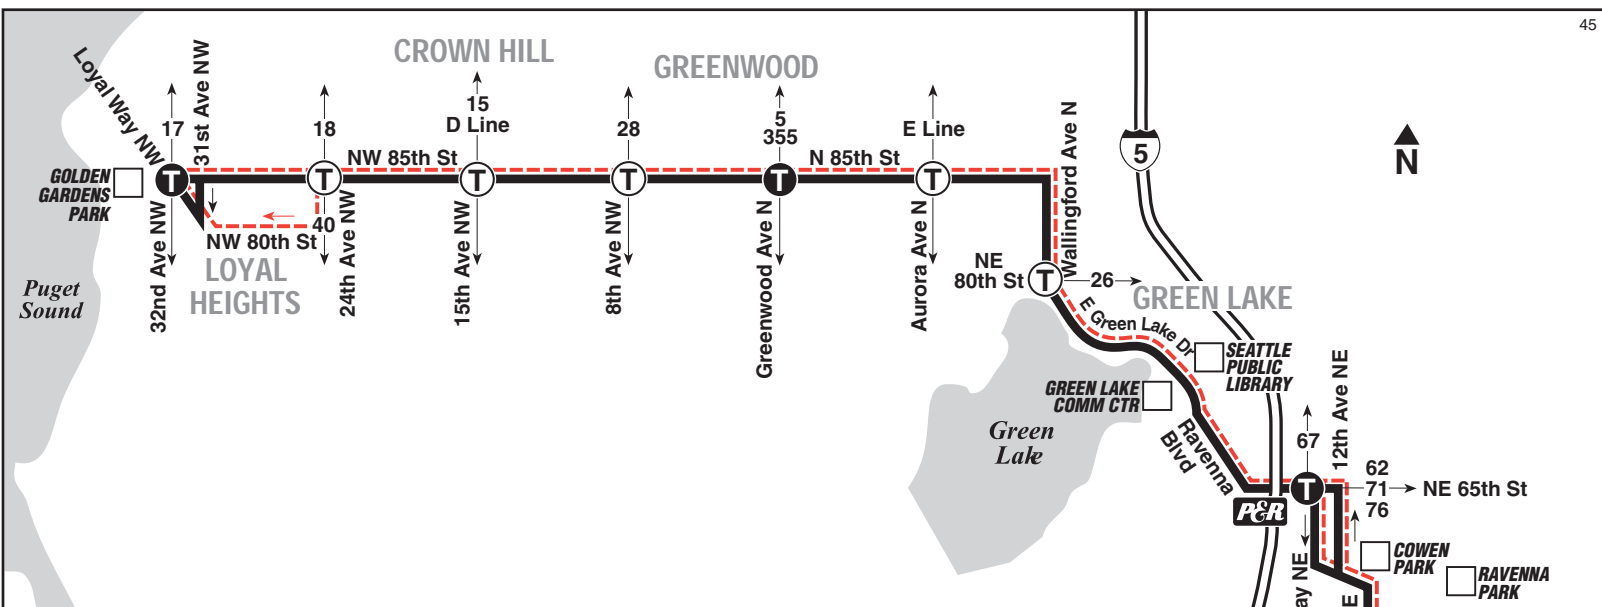 45
CROWN HILL
GREENWOOD
Loyal Way NW
31st Ave NW
17
18
15
D Line
28
5
355
E Line
Wallingford Ave N
5
N
NW 85th St
N 85th St
GOLDEN
GARDENS
PARK
T
T
T
T
T
T
40
NW 80th St
LOYAL
HEIGHTS
32nd Ave NW
24th Ave NW
15th Ave NW
8th Ave NW
Greenwood Ave N
Aurora Ave N
Puget
Sound
NE
80th St
T
26
GREEN LAKE
E Green Lake Dr
SEATTLE
PUBLIC
LIBRARY
GREEN LAKE
COMM CTR
Green
Lake
Ravenna
Blvd
12th Ave NE
67
T
62
71
76
NE 65th St
P&R
COWEN
PARK
RAVENNA
PARK
ay NE
E